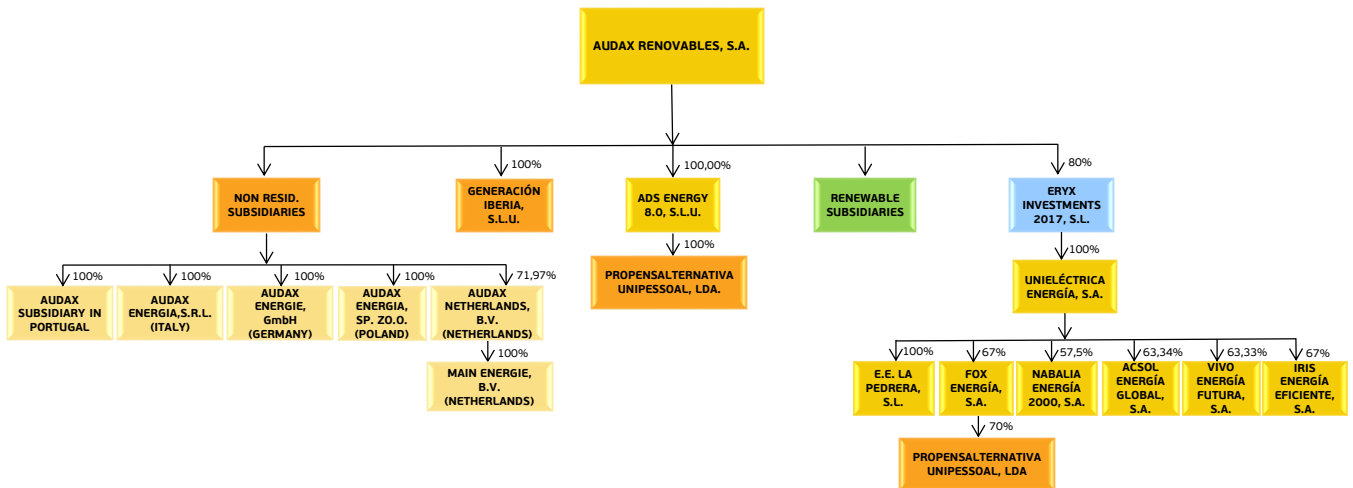 AUDAX RENOVABLES, S.A.
100%
100,00%
80%
NON RESID.
SUBSIDIARIES
GENERACIÓN
IBERIA,
S.L.U.
ADS ENERGY
8.0, S.L.U.
RENEWABLE
SUBSIDIARIES
ERYX
INVESTMENTS
2017, S.L.
100%
100%
PROPENSALTERNATIVA
UNIPESSOAL, LDA.
UNIELÉCTRICA
ENERGÍA, S.A.
100%
100%
100%
100%
71,97%
AUDAX
SUBSIDIARY IN
PORTUGAL
AUDAX
ENERGIA,S.R.L.
(ITALY)
AUDAX
ENERGIE,
GmbH
(GERMANY)
AUDAX
ENERGIA,
SP. ZO.O.
(POLAND)
AUDAX
NETHERLANDS,
B.V.
(NETHERLANDS)
100%
MAIN ENERGIE,
B.V.
(NETHERLANDS)
100%
67%
57,5%
63,34%
63,33%
67%
E.E. LA
PEDRERA,
S.L.
FOX
ENERGÍA,
S.A.
NABALIA
ENERGÍA
2000, S.A.
ACSOL
ENERGÍA
GLOBAL,
S.A.
VIVO
ENERGÍA
FUTURA,
S.A.
IRIS
ENERGÍA
EFICIENTE,
S.A.
70%
PROPENSALTERNATIVA
UNIPESSOAL, LDA